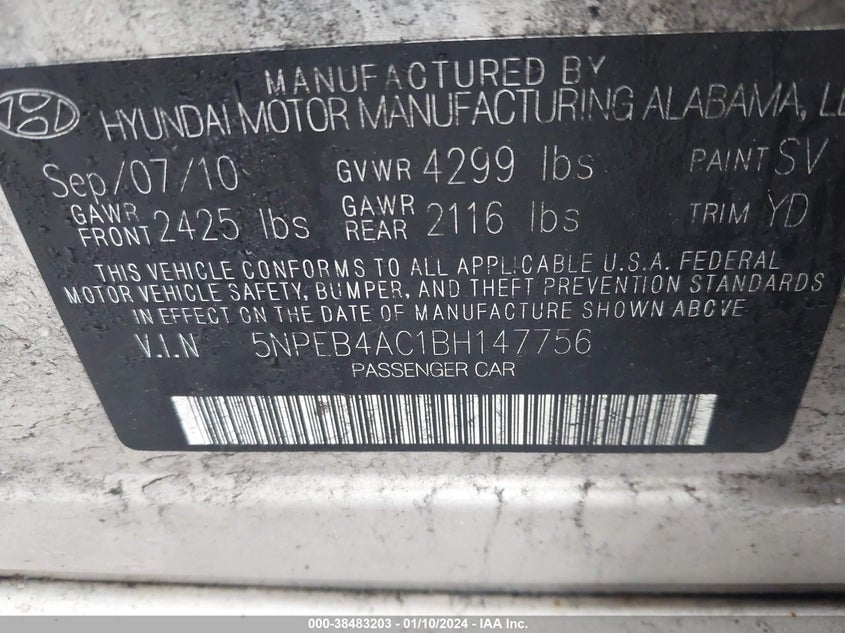 MANUFACTURED BY
HYUNDAI MOTOR MANUFACTURING ALABAMA,
Sep/07/10 GVWR 4299 lbs PAINT SV
GAWR FRONT 2425 lbs GAWR REAR 2116 lbs TRIM YD
THIS VEHICLE CONFORMS TO ALL APPLICABLE U.S.A. FEDERAL
MOTOR VEHICLE SAFETY, BUMPER, AND THEFT PREVENTION STANDARDS
IN EFFECT ON THE DATE OF MANUFACTURE SHOWN ABOVE
V.I.N 5NPEB4AC1BH147756
PASSENGER CAR
000-38483203 - 01/10/2024 - IAA Inc.